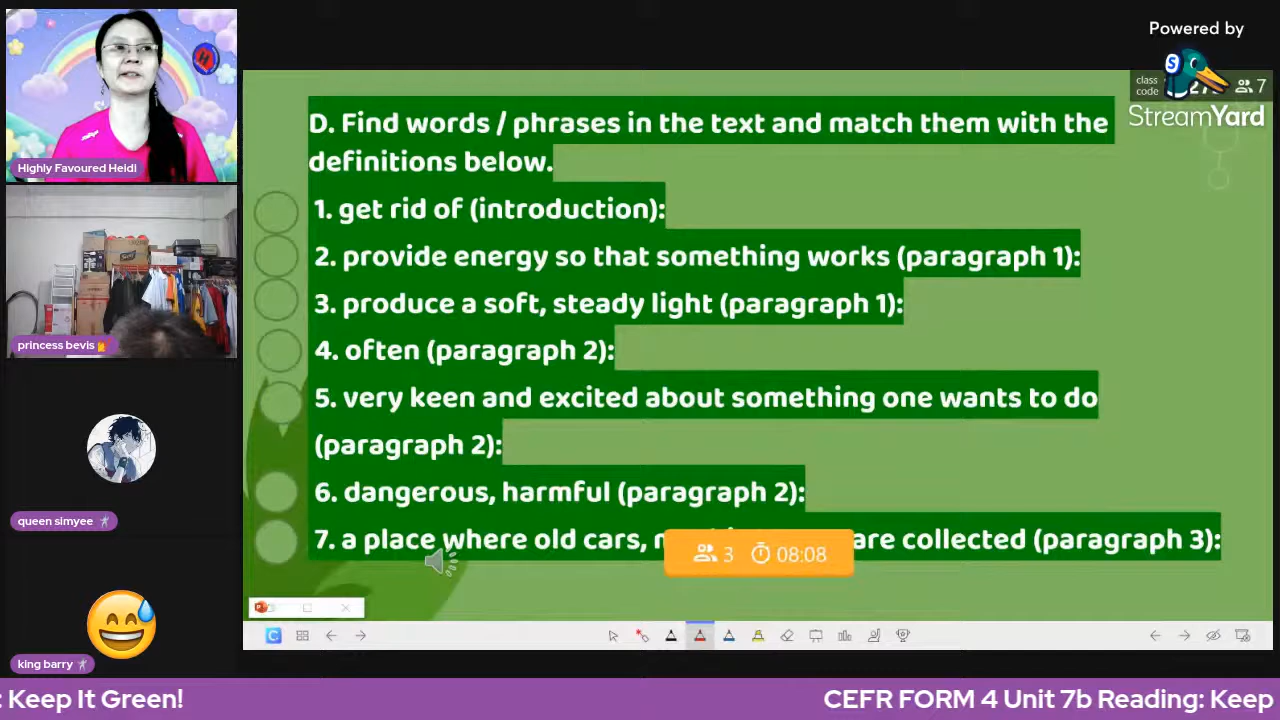 Powered by
StreamYard
class
code
7
D. Find words / phrases in the text and match them with the
definitions below.
1. get rid of (introduction):
2. provide energy so that something works (paragraph 1):
3. produce a soft, steady light (paragraph 1):
4. often (paragraph 2):
5. very keen and excited about something one wants to do
(paragraph 2):
6. dangerous, harmful (paragraph 2):
7. a place where old cars, are collected (paragraph 3):
3 08:08
Highly Favoured Heidi
princess bevis
queen simyee
king barry
: Keep It Green!
CEFR FORM 4 Unit 7b Reading: Keep